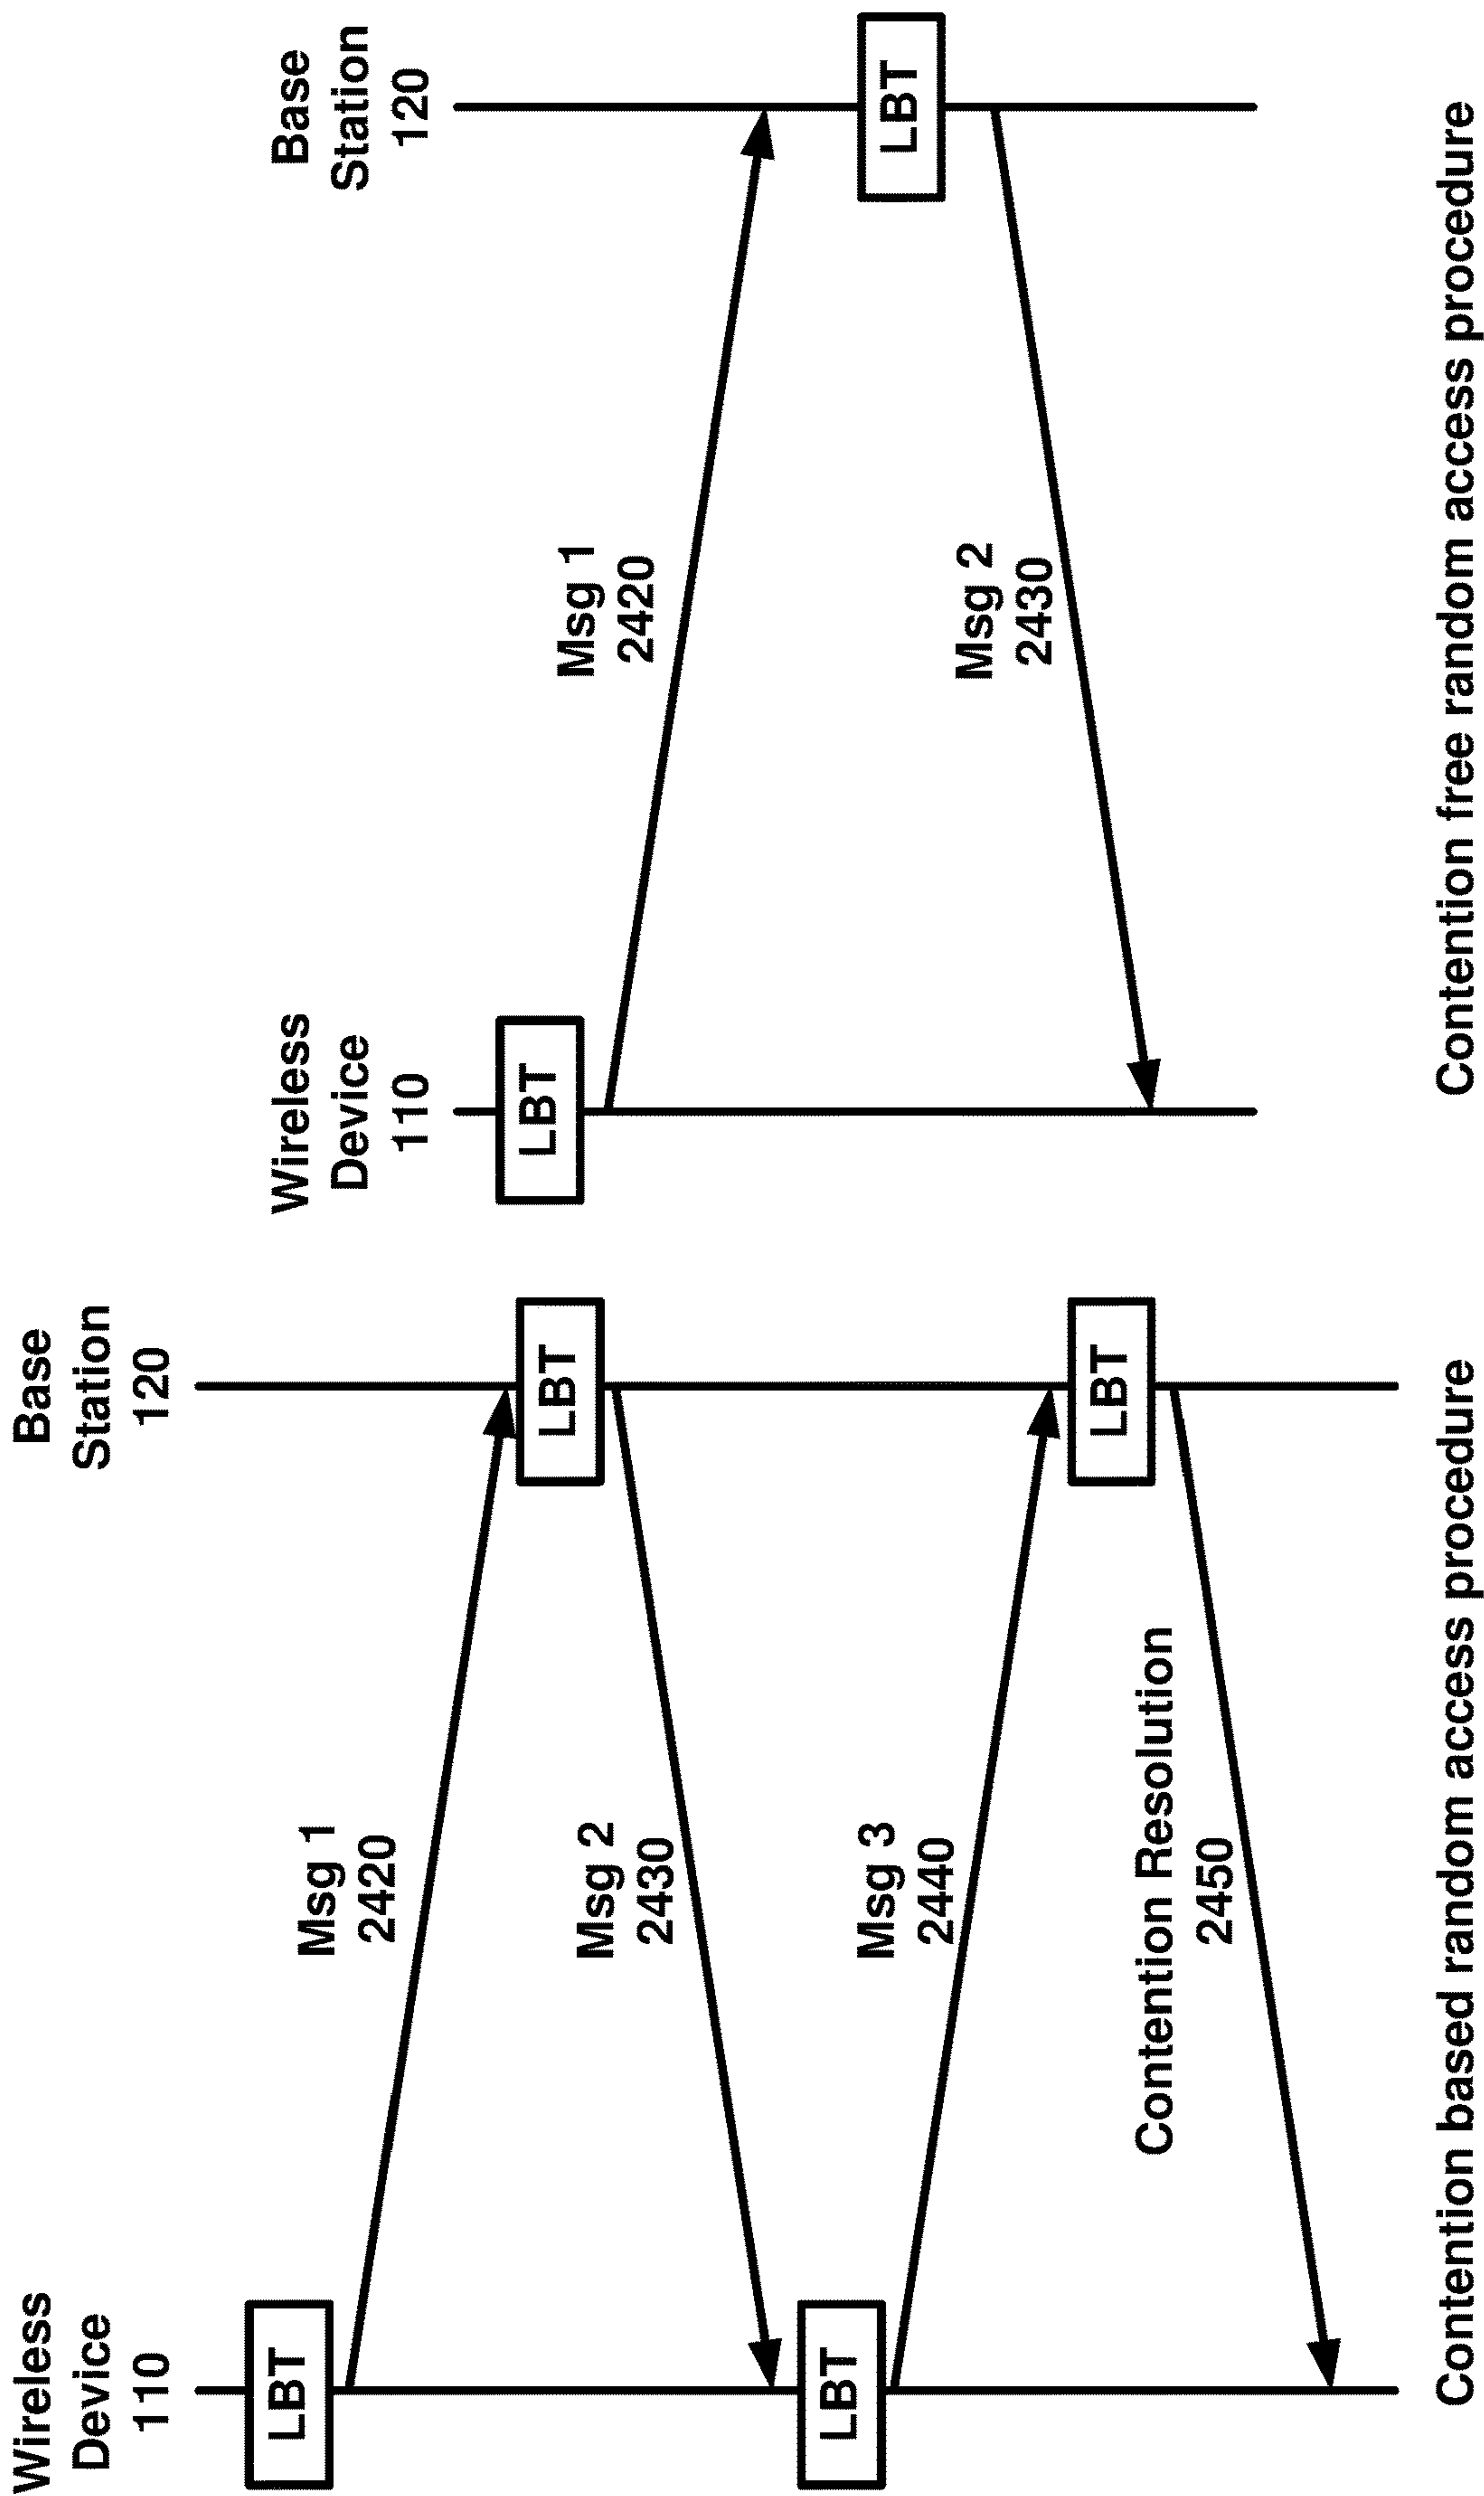 Wireless
Device
110
Base
Station
120
LBT
Msg 1
2420
LBT
Msg 2
2430
LBT
Msg 3
2440
LBT
Contention Resolution
2450
Contention based random access procedure
Wireless
Device
110
Base
Station
120
LBT
Msg 1
2420
LBT
Msg 2
2430
Contention free random access procedure